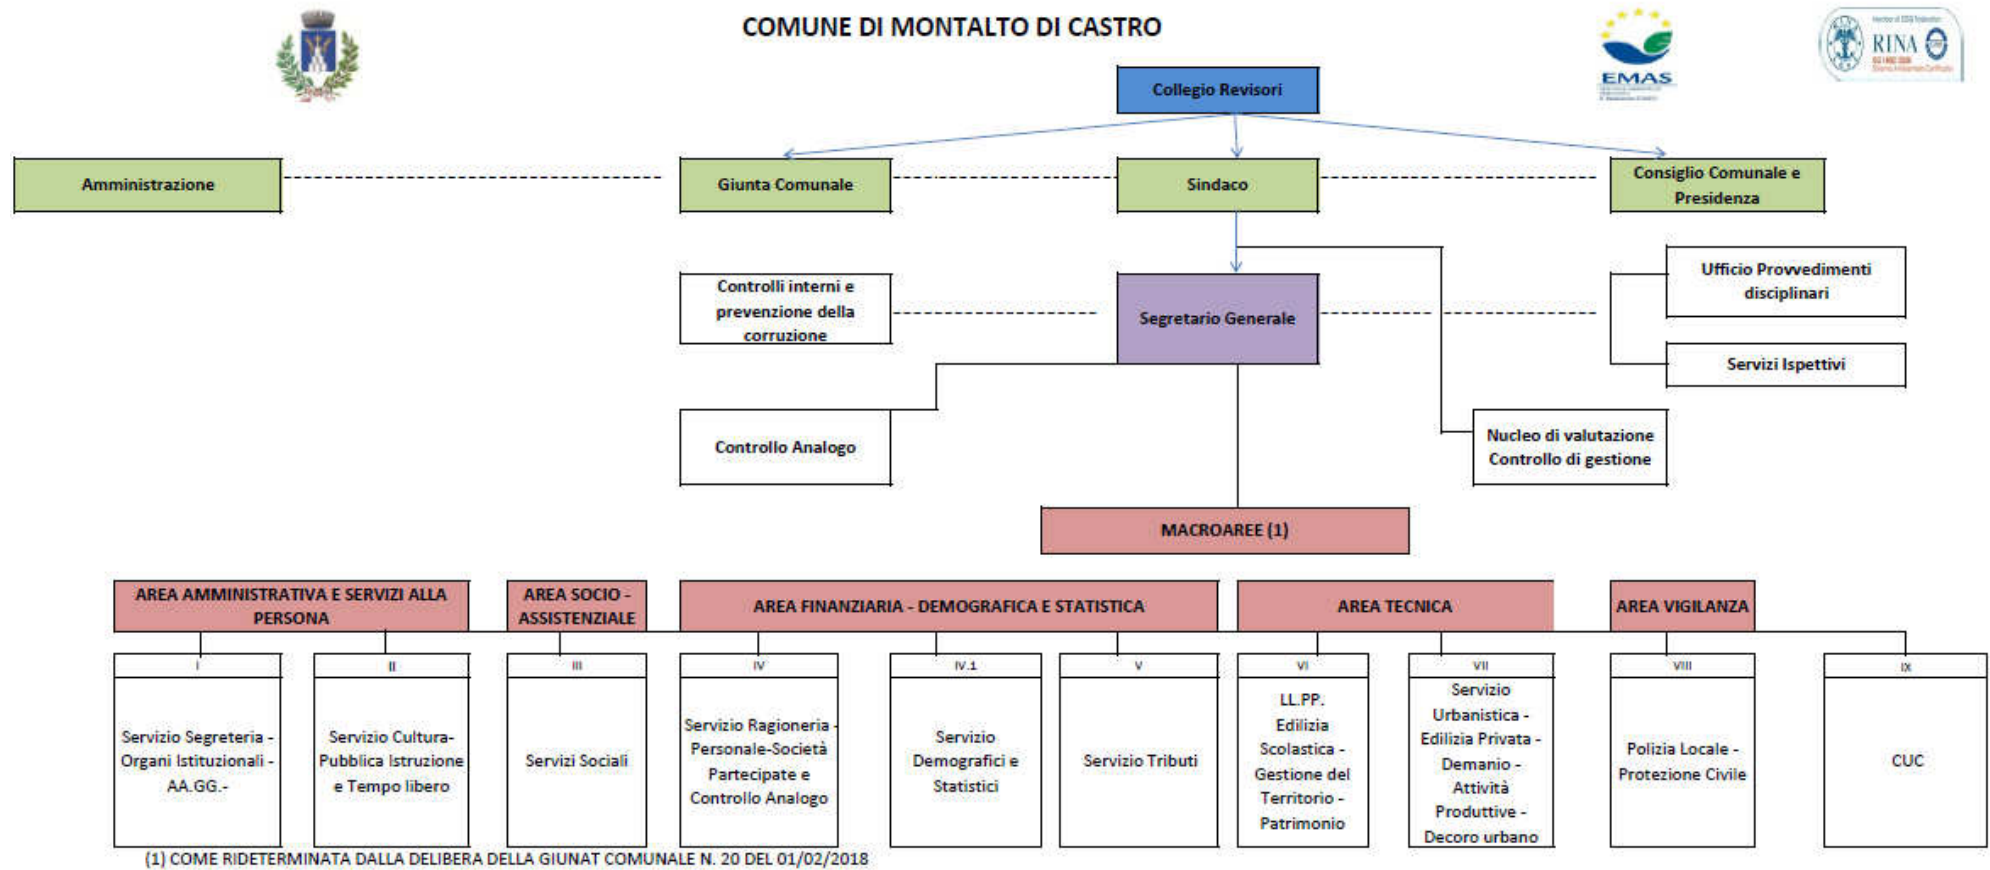 COMUNE DI MONTALTO DI CASTRO
EMAS
RINA
Collegio Revisori
Amministrazione
Giunta Comunale
Sindaco
Consiglio Comunale e
Presidenza
Controlli interni e
prevenzione della
corruzione
Segretario Generale
Ufficio Provvedimenti
disciplinari
Servizi Ispettivi
Controllo Analogo
Nucleo di valutazione
Controllo di gestione
MACROAREE (1)
AREA AMMINISTRATIVA E SERVIZI ALLA
PERSONA
AREA SOCIO -
ASSISTENZIALE
AREA FINANZIARIA - DEMOGRAFICA E STATISTICA
AREA TECNICA
AREA VIGILANZA
I
Servizio Segreteria -
Organi Istituzionali -
AA.GG.-
II
Servizio Cultura-
Pubblica Istruzione
e Tempo libero
III
Servizi Sociali
IV
Servizio Ragioneria -
Personale-Società
Partecipate e
Controllo Analogo
IV.1
Servizio
Demografici e
Statistici
V
Servizio Tributi
VI
LL.PP.
Edilizia
Scolastica -
Gestione del
Territorio -
Patrimonio
VII
Servizio
Urbanistica -
Edilizia Privata -
Demanio -
Attività
Produttive -
Decoro urbano
VIII
Polizia Locale -
Protezione Civile
IX
CUC
(1) COME RIDETERMINATA DALLA DELIBERA DELLA GIUNAT COMUNALE N. 20 DEL 01/02/2018